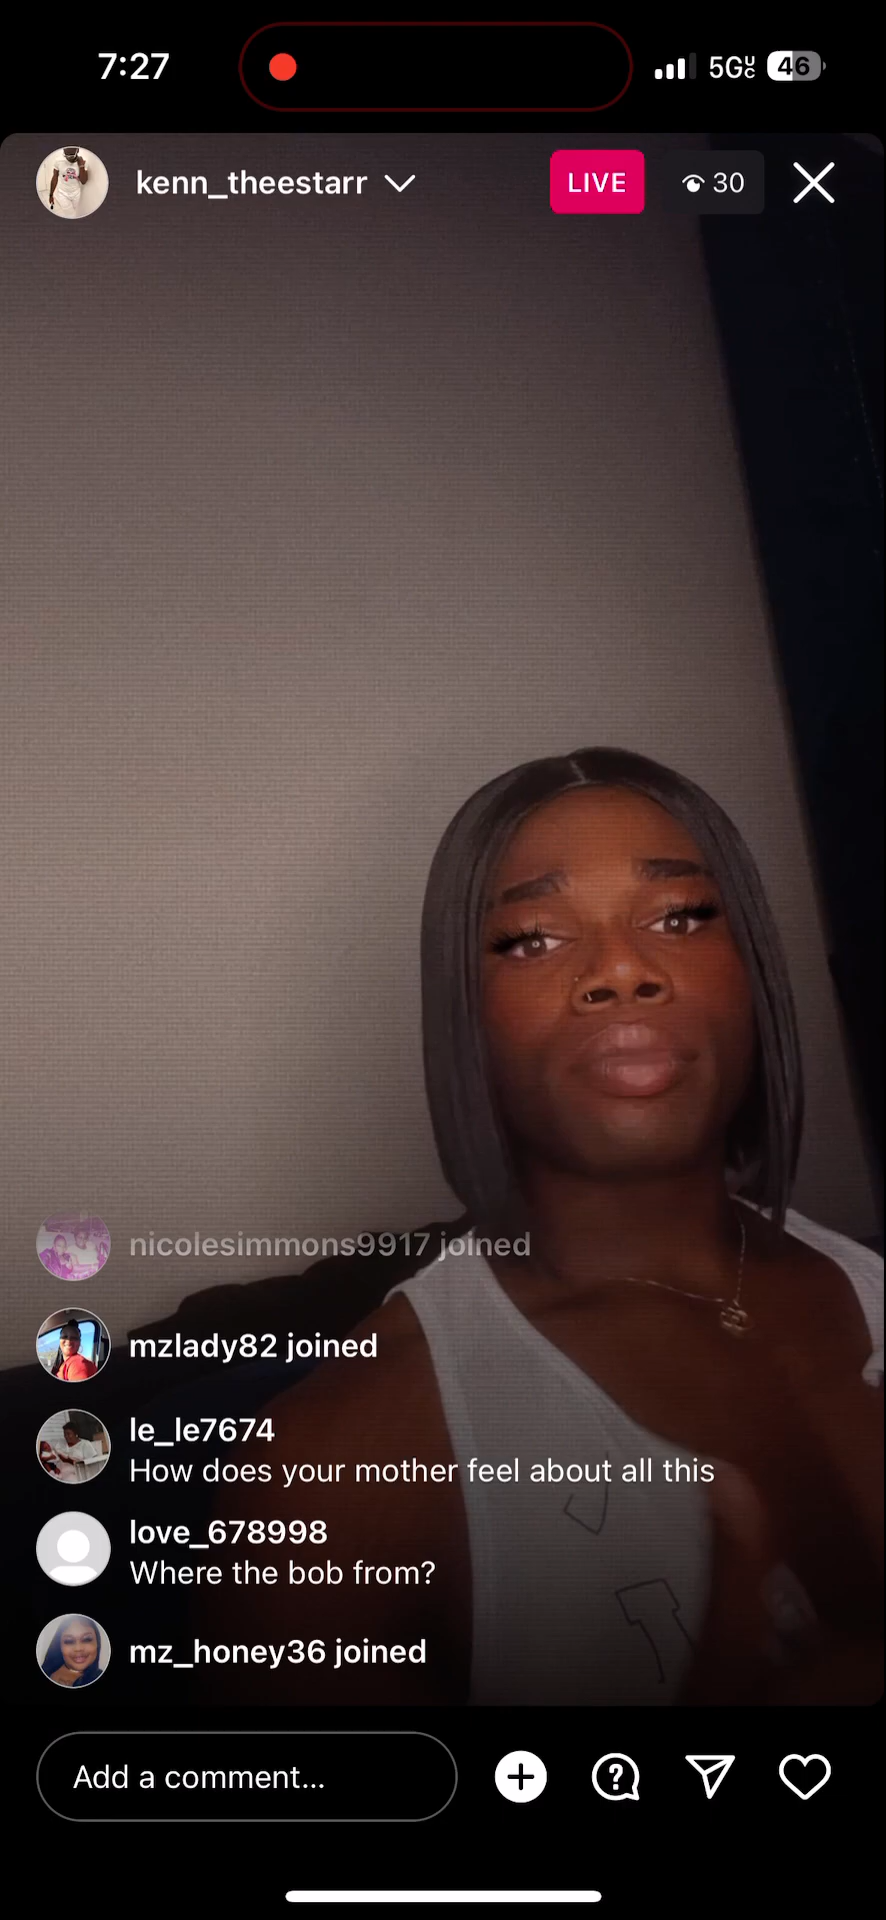 7:27
5GUC
46
kenn_theestarr
LIVE
30
nicolesimmons9917 joined
mzlady82 joined
le_le7674
How does your mother feel about all this
love_678998
Where the bob from?
mz_honey36 joined
Add a comment...